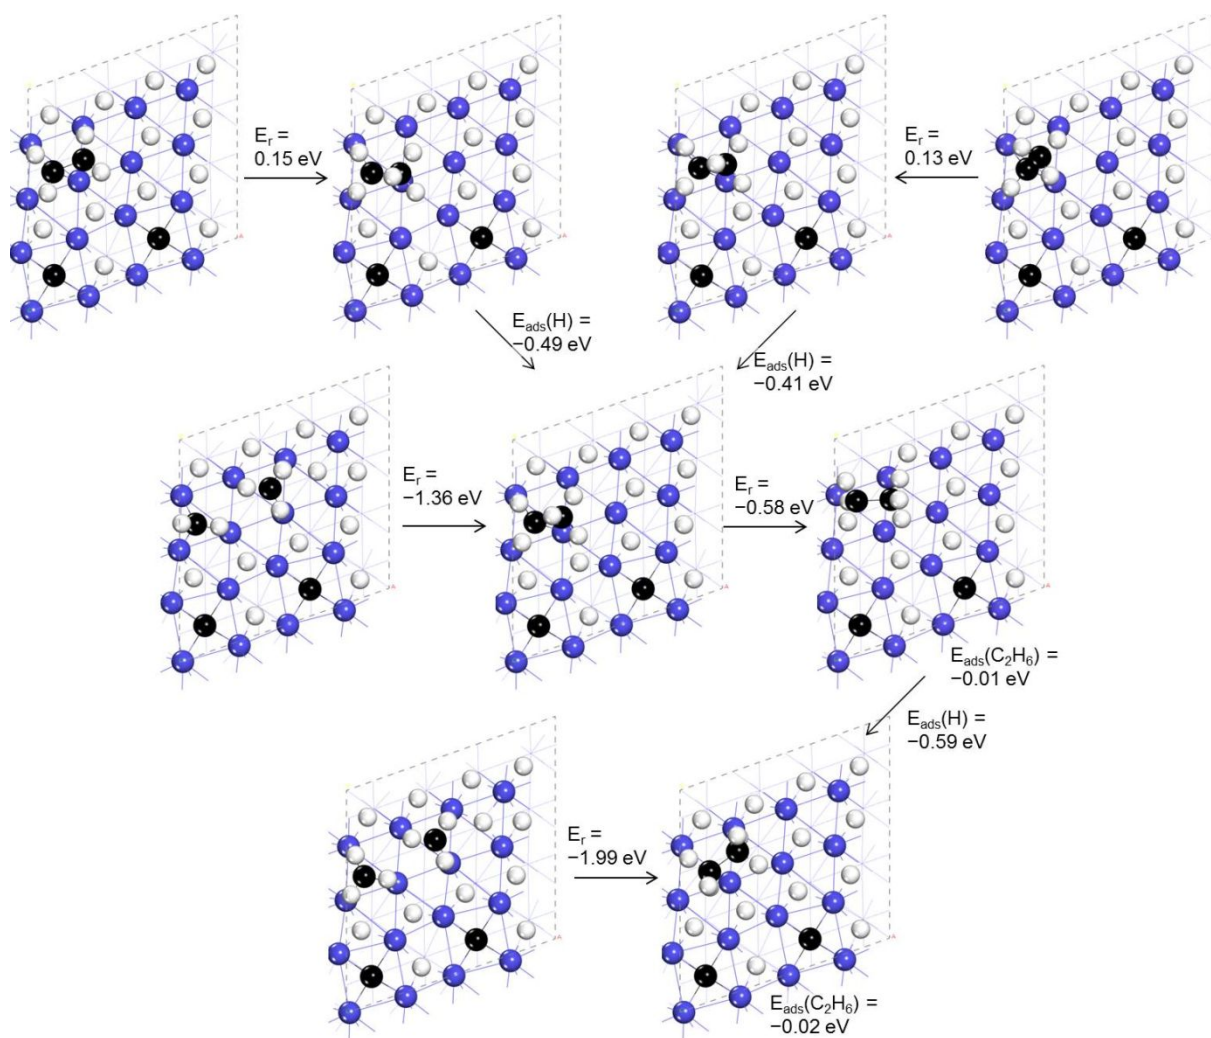 E_r =
0.15 eV
E_r =
0.13 eV
E_ads(H) =
−0.49 eV
E_ads(H) =
−0.41 eV
E_r =
−1.36 eV
E_r =
−0.58 eV
E_ads(C₂H₆) =
−0.01 eV
E_ads(H) =
−0.59 eV
E_r =
−1.99 eV
E_ads(C₂H₆) =
−0.02 eV